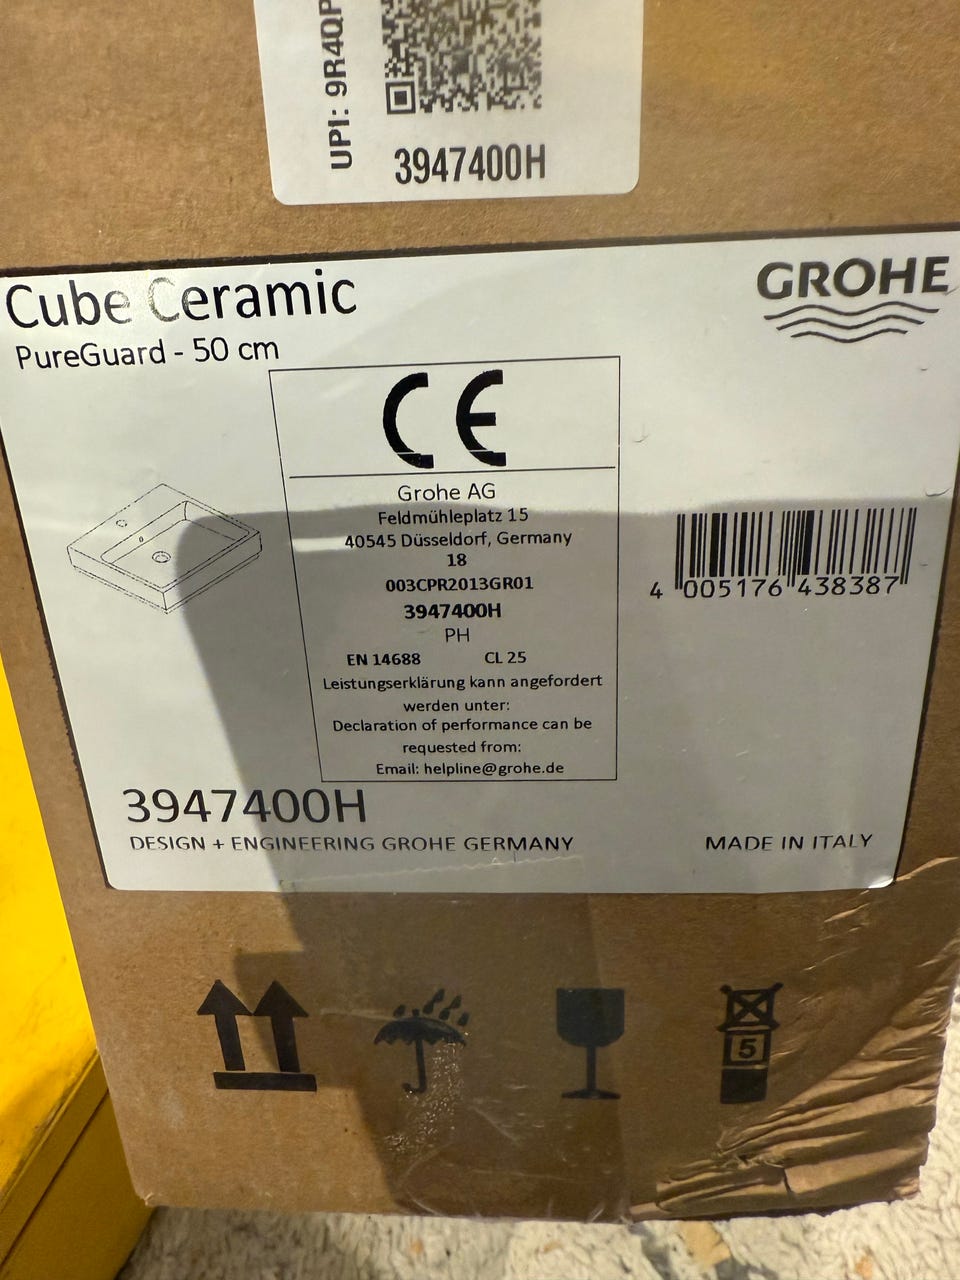 UPI:
3947400H
Cube Ceramic
PureGuard - 50 cm
GROHE
CE
Grohe AG
Feldmühleplatz 15
40545 Düsseldorf, Germany
18
003CPR2013GR01
3947400H
PH
EN 14688 CL 25
Leistungserklärung kann angefordert
werden unter:
Declaration of performance can be
requested from:
Email: helpline@grohe.de
4 005176 438387
3947400H
DESIGN + ENGINEERING GROHE GERMANY
MADE IN ITALY
5